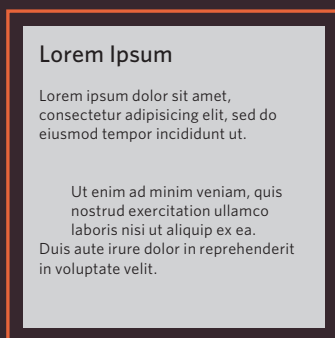 Lorem Ipsum
Lorem ipsum dolor sit amet,
consectetur adipisicing elit, sed do
eiusmod tempor incididunt ut.
Ut enim ad minim veniam, quis
nostrud exercitation ullamco
laboris nisi ut aliquip ex ea.
Duis aute irure dolor in reprehenderit
in voluptate velit.